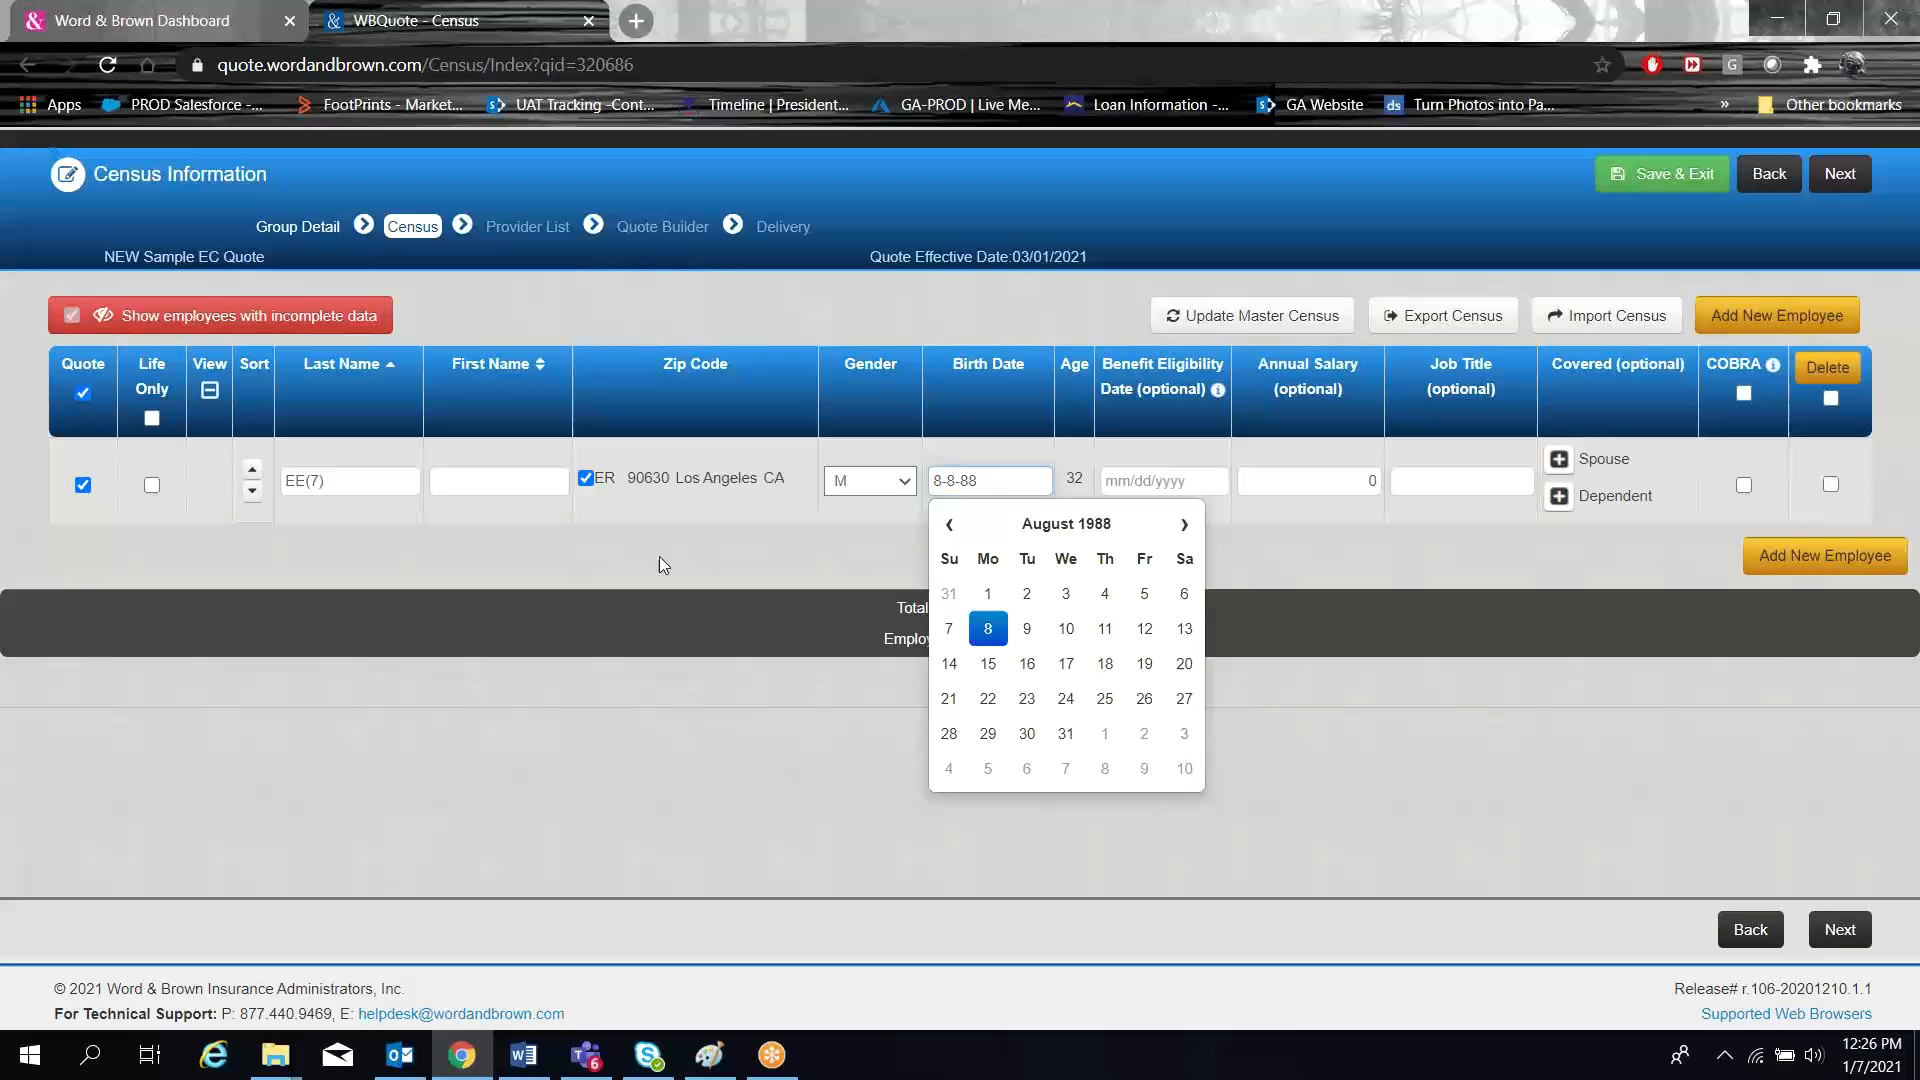 Word & Brown Dashboard
WBQuote - Census
quote.wordandbrown.com/Census/Index?qid=320686
Apps
PROD Salesforce -...
FootPrints - Market...
UAT Tracking -Cont...
Timeline | President...
GA-PROD | Live Me...
Loan Information -...
GA Website
ds
Turn Photos into Pa...
»
Other bookmarks
Census Information
Save & Exit
Back
Next
Group Detail
Census
Provider List
Quote Builder
Delivery
NEW Sample EC Quote
Quote Effective Date:03/01/2021
Show employees with incomplete data
Update Master Census
Export Census
Import Census
Add New Employee
Quote
Life Only
View
Sort
Last Name
First Name
Zip Code
Gender
Birth Date
Age
Benefit Eligibility
Date (optional)
Annual Salary
(optional)
Job Title
(optional)
Covered (optional)
COBRA
Delete
EE(7)
ER 90630 Los Angeles CA
M
8-8-88
32
mm/dd/yyyy
0
Spouse
Dependent
August 1988
Su Mo Tu We Th Fr Sa
31 1 2 3 4 5 6
7 8 9 10 11 12 13
14 15 16 17 18 19 20
21 22 23 24 25 26 27
28 29 30 31 1 2 3
4 5 6 7 8 9 10
Add New Employee
Total
Employ
Back
Next
© 2021 Word & Brown Insurance Administrators, Inc.
For Technical Support: P: 877.440.9469, E: helpdesk@wordandbrown.com
Release# r.106-20201210.1.1
Supported Web Browsers
6
12:26 PM
1/7/2021